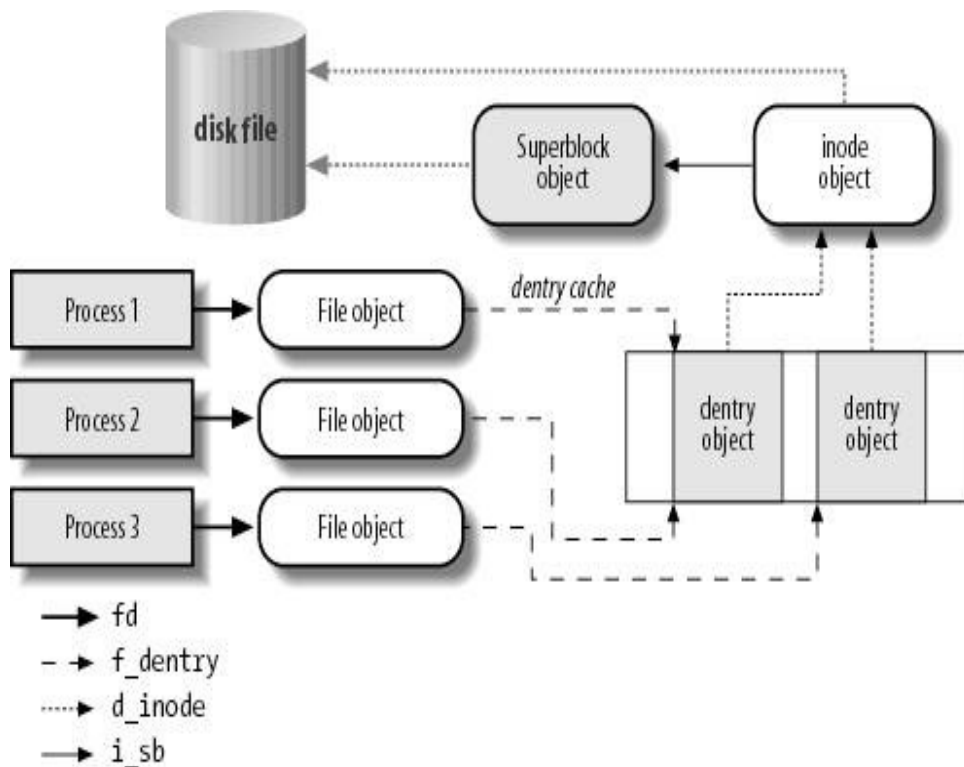 disk file
Superblock
object
inode
object
Process 1
File object
dentry cache
Process 2
File object
dentry
object
dentry
object
Process 3
File object
fd
f_dentry
d_inode
i_sb